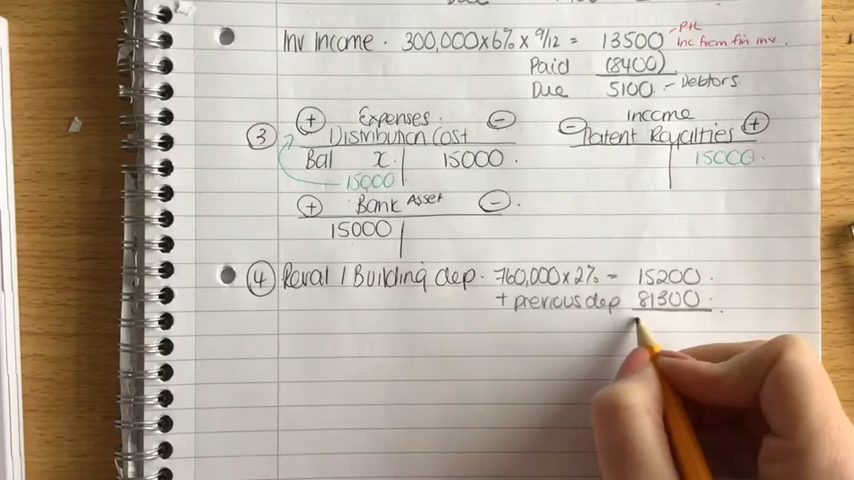 Inv Income · 300,000 x 6% x 9/12 = 13500 - P+L
Inc from fin inv.
Paid (8400)
Due 5100 - Debtors
③ + Expenses -
Distribution Cost
Bal x. 15000.
15000
- Income +
Patent Royalties
15000.
+ Bank Asset -
15000
④ Reval / Building dep. 760,000 x 2% = 15200
+ previous dep 81300